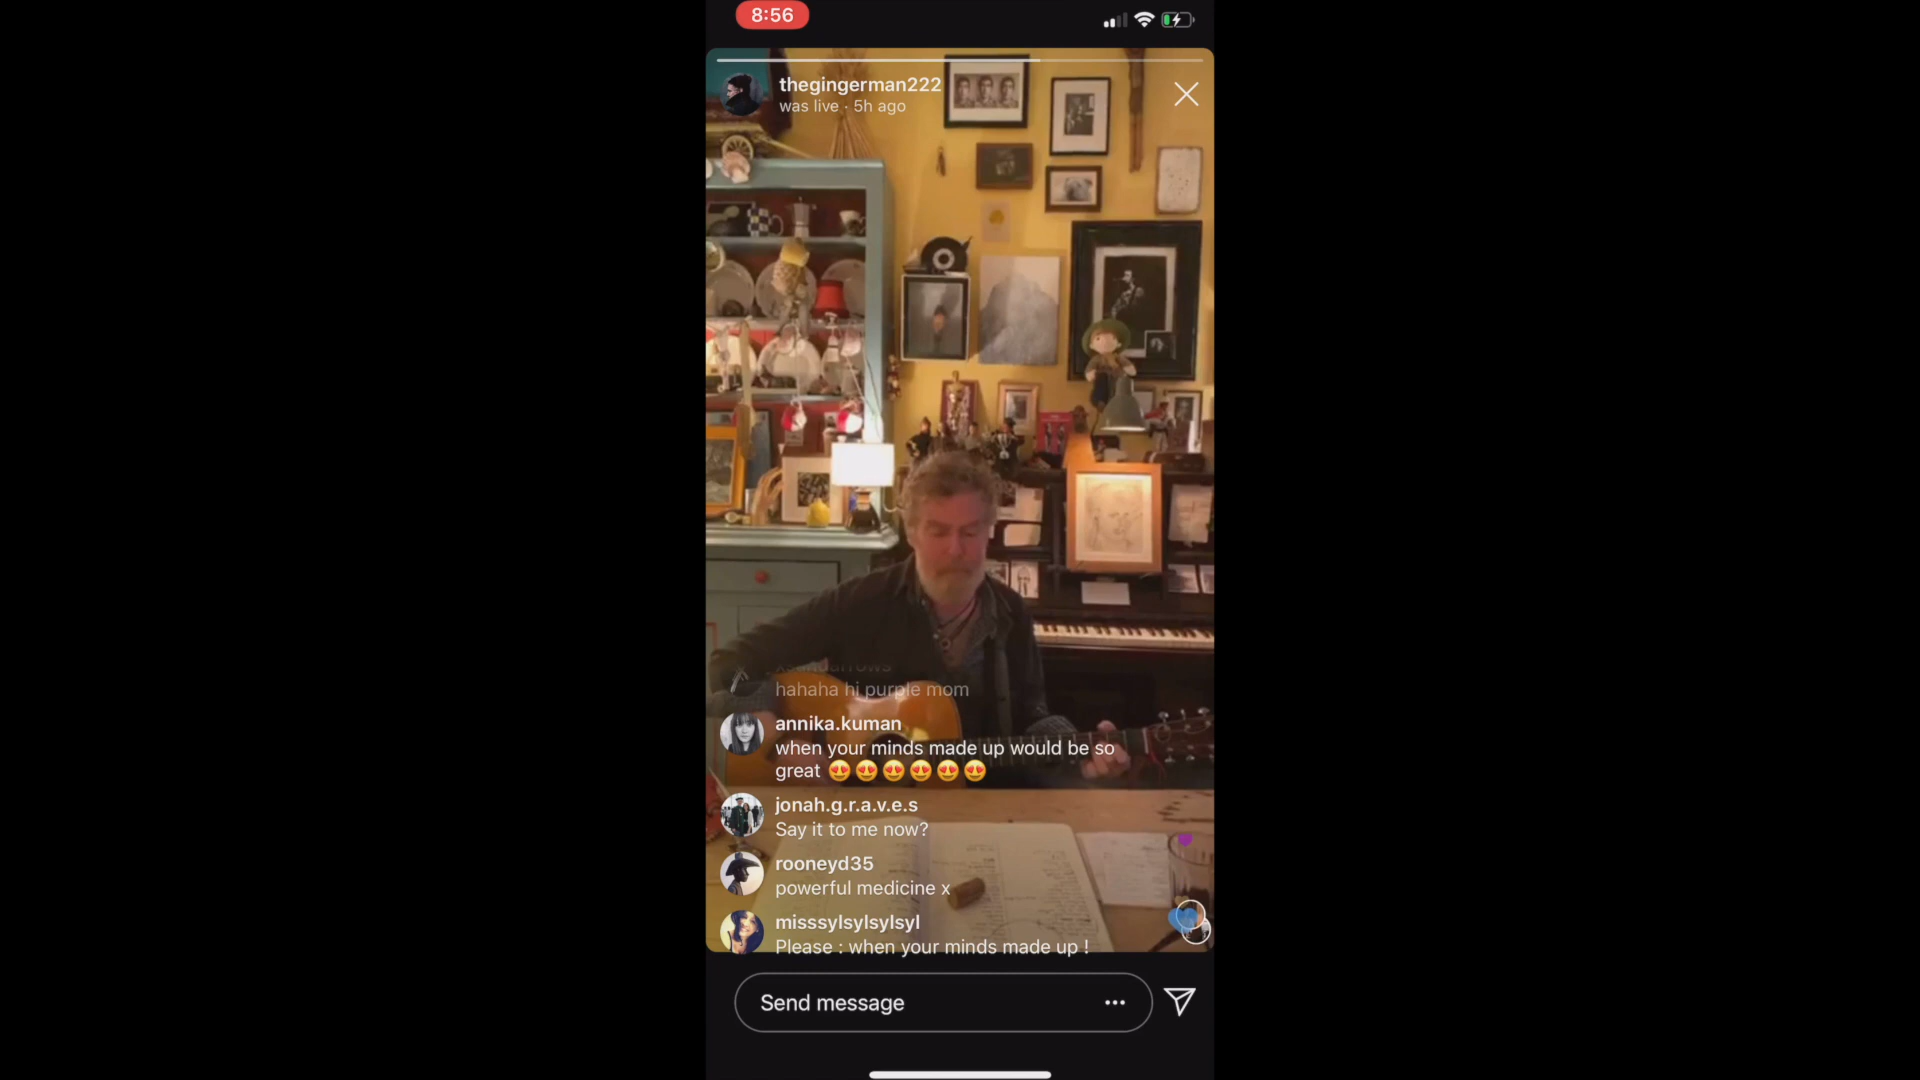 8:56
thegingerman222
was live · 5h ago
hahaha hi purple mom
annika.kuman
when your minds made up would be so
great 😍😍😍😍😍😍
jonah.g.r.a.v.e.s
Say it to me now?
rooneyd35
powerful medicine x
misssylsylsylsyl
Please : when your minds made up !
Send message